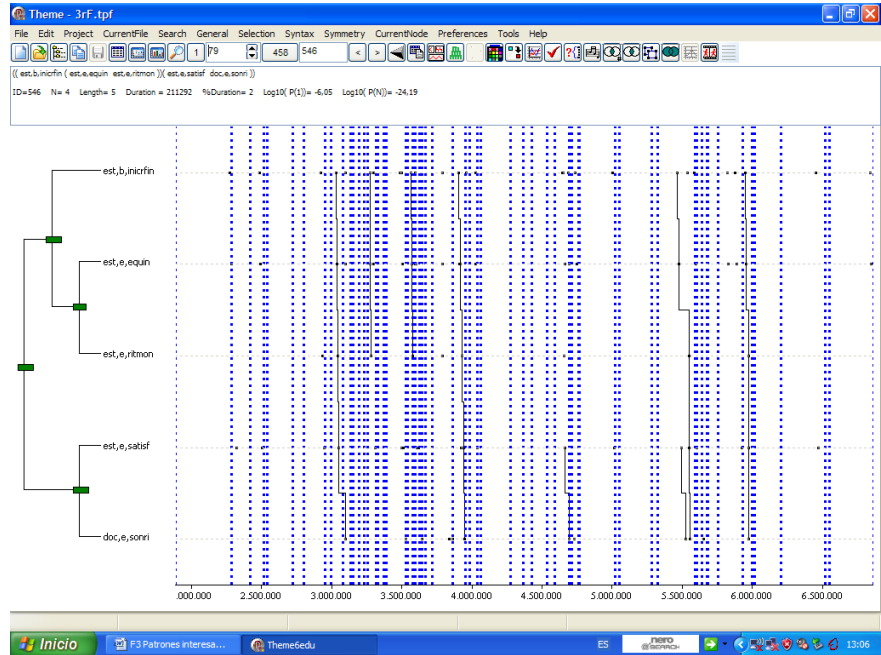 Theme - 3rF.tpf
File Edit Project CurrentFile Search General Selection Syntax Symmetry CurrentNode Preferences Tools Help
1 79 458 546 < >
(( est,b,inicrfin ( est,e,equin est,e,ritmon ))( est,e,satisf doc,e,sonri ))
ID=546 N= 4 Length= 5 Duration = 211292 %Duration= 2 Log10( P(1))= -6,05 Log10( P(N))= -24,19
est,b,inicrfin
est,e,equin
est,e,ritmon
est,e,satisf
doc,e,sonri
.000.000 2.500.000 3.000.000 3.500.000 4.000.000 4.500.000 5.000.000 5.500.000 6.000.000 6.500.000
Inicio F3 Patrones interesa... Theme6edu ES nero SEARCH 13:06